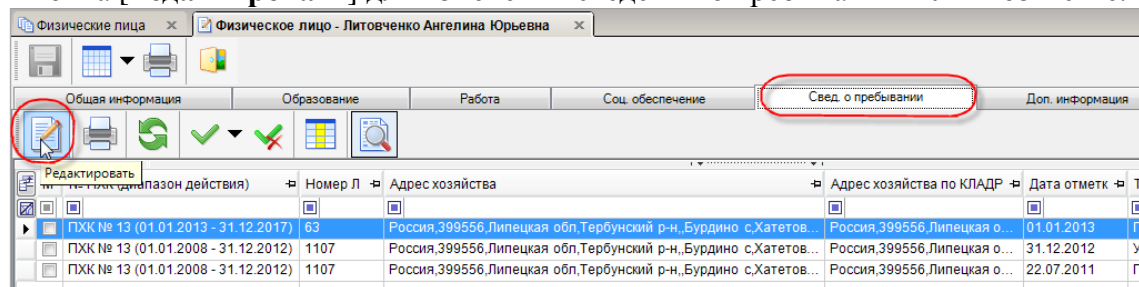 Физические лица × Физическое лицо - Литовченко Ангелина Юрьевна ×
Общая информация Образование Работа Соц. обеспечение Свед. о пребывании Доп. информация
Редактировать
(диапазон действия) Номер Л Адрес хозяйства Адрес хозяйства по КЛАДР Дата отметк
ПХК № 13 (01.01.2013 - 31.12.2017) 63 Россия,399556,Липецкая обл,Тербунский р-н,,Бурдино с,Хатетов... Россия,399556,Липецкая о... 01.01.2013
ПХК № 13 (01.01.2008 - 31.12.2012) 1107 Россия,399556,Липецкая обл,Тербунский р-н,,Бурдино с,Хатетов... Россия,399556,Липецкая о... 31.12.2012
ПХК № 13 (01.01.2008 - 31.12.2012) 1107 Россия,399556,Липецкая обл,Тербунский р-н,,Бурдино с,Хатетов... Россия,399556,Липецкая о... 22.07.2011